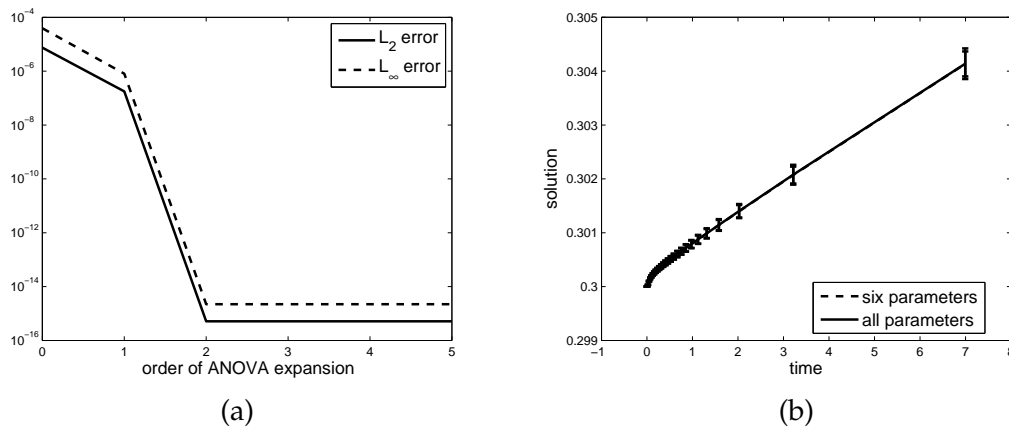 10^-4
10^-6
10^-8
10^-10
10^-12
10^-14
10^-16
0 1 2 3 4 5
order of ANOVA expansion
L_2 error
L_∞ error
(a)
0.305
0.304
0.303
0.302
0.301
0.3
0.299
solution
-1 0 1 2 3 4 5 6 7 8
time
six parameters
all parameters
(b)